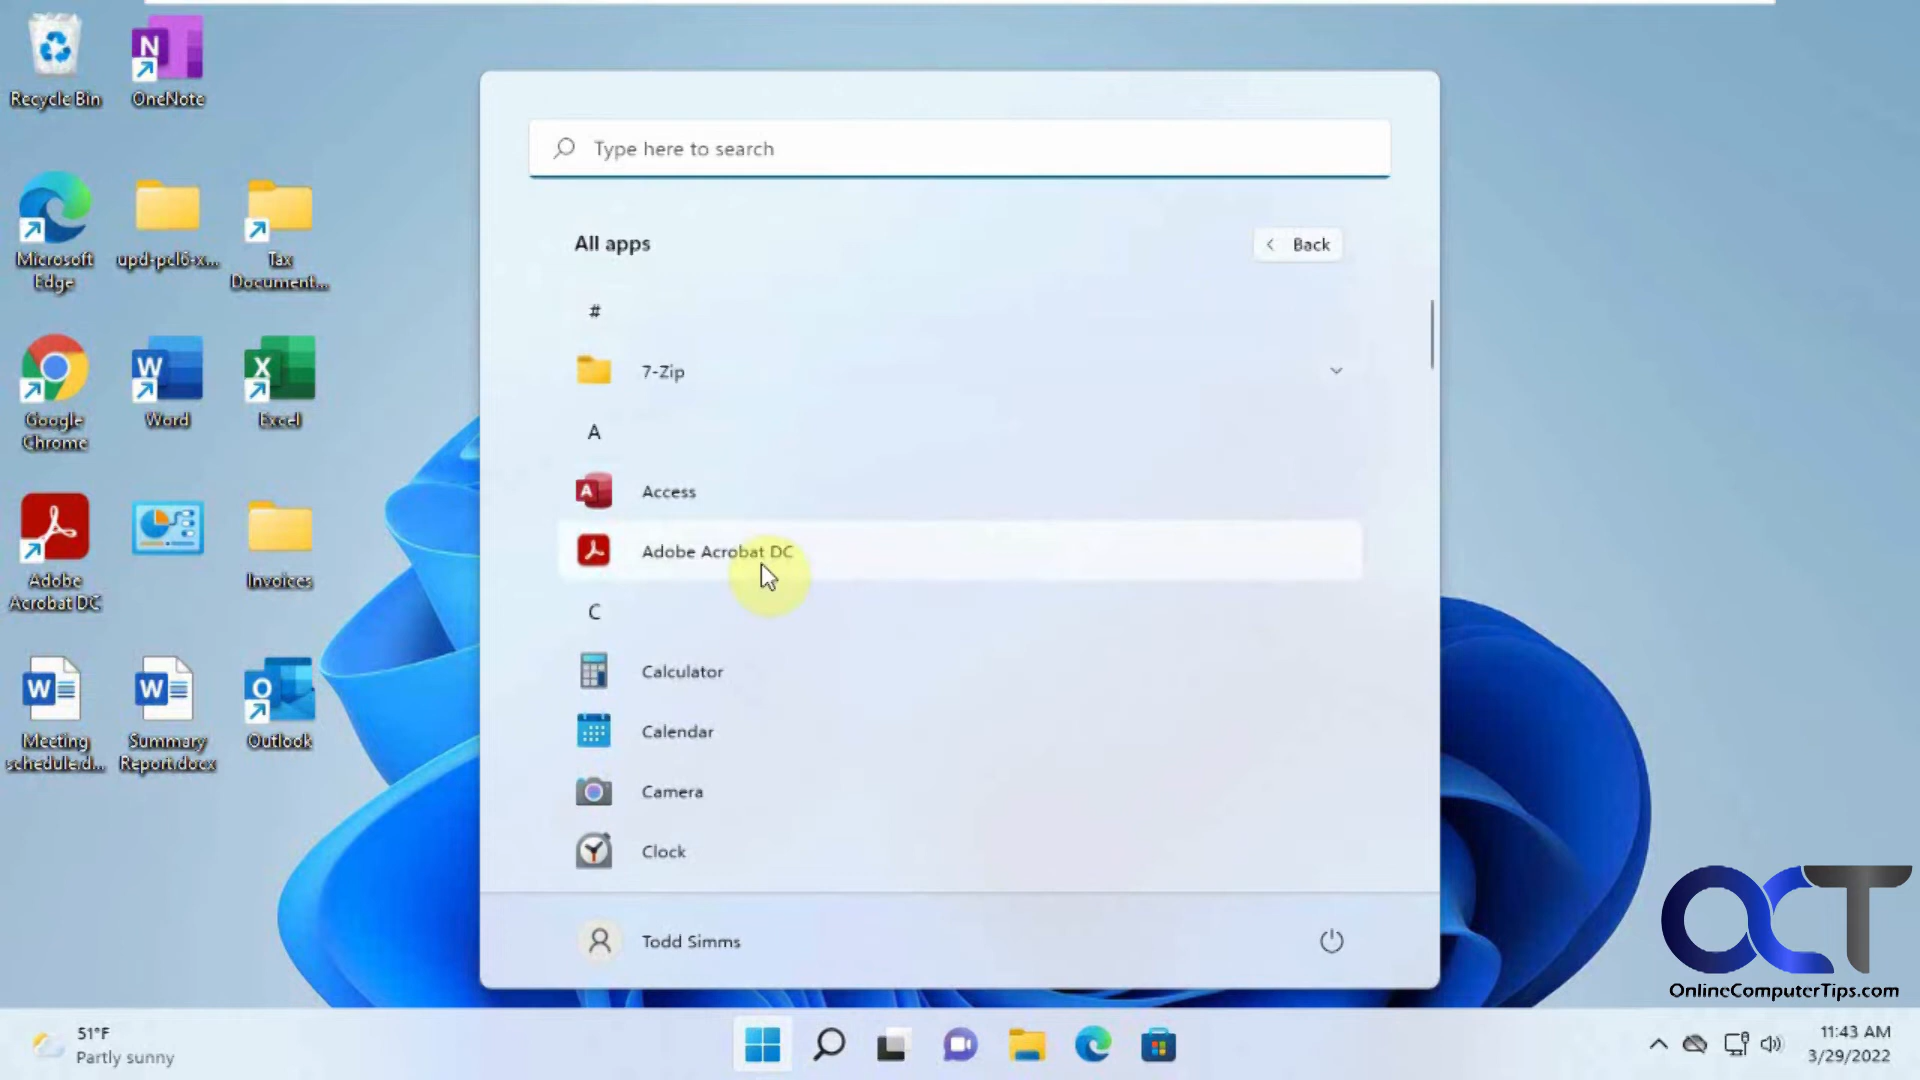 Recycle Bin
OneNote
Microsoft
Edge
upd-pcl6-x...
Tax
Document...
Google
Chrome
Word
Excel
Adobe
Acrobat DC
Invoices
Meeting
schedule.d...
Summary
Report.docx
Outlook
Type here to search
All apps
Back
#
7-Zip
A
Access
Adobe Acrobat DC
C
Calculator
Calendar
Camera
Clock
Todd Simms
OCT
OnlineComputerTips.com
51°F
Partly sunny
11:43 AM
3/29/2022